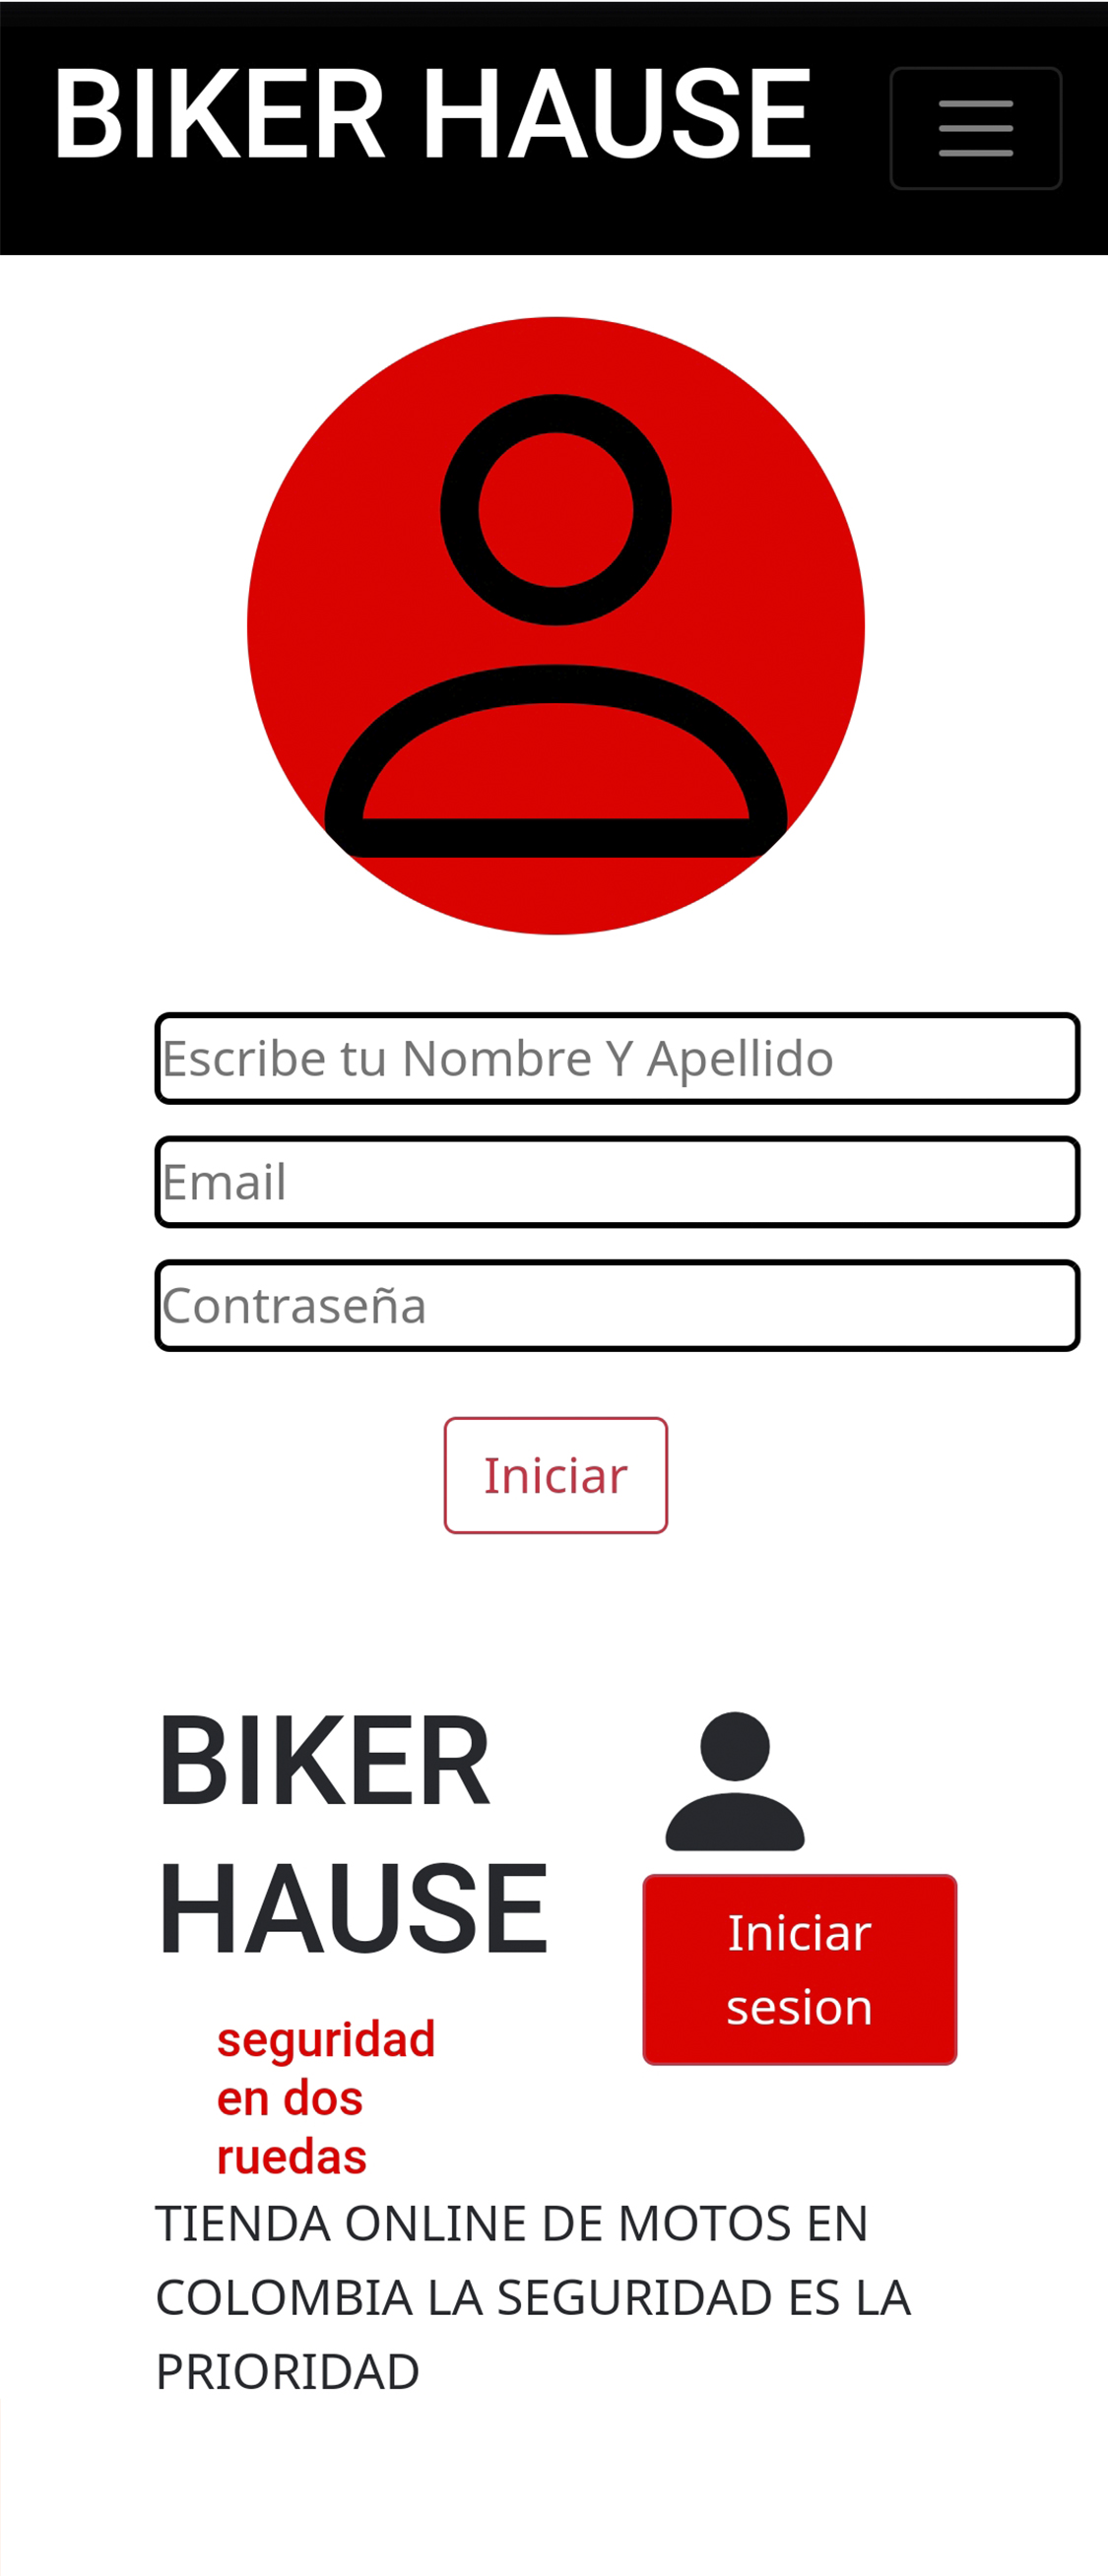 BIKER HAUSE
Escribe tu Nombre Y Apellido
Email
Contraseña
Iniciar
BIKER
HAUSE
seguridad
en dos
ruedas
Iniciar
sesion
TIENDA ONLINE DE MOTOS EN
COLOMBIA LA SEGURIDAD ES LA
PRIORIDAD